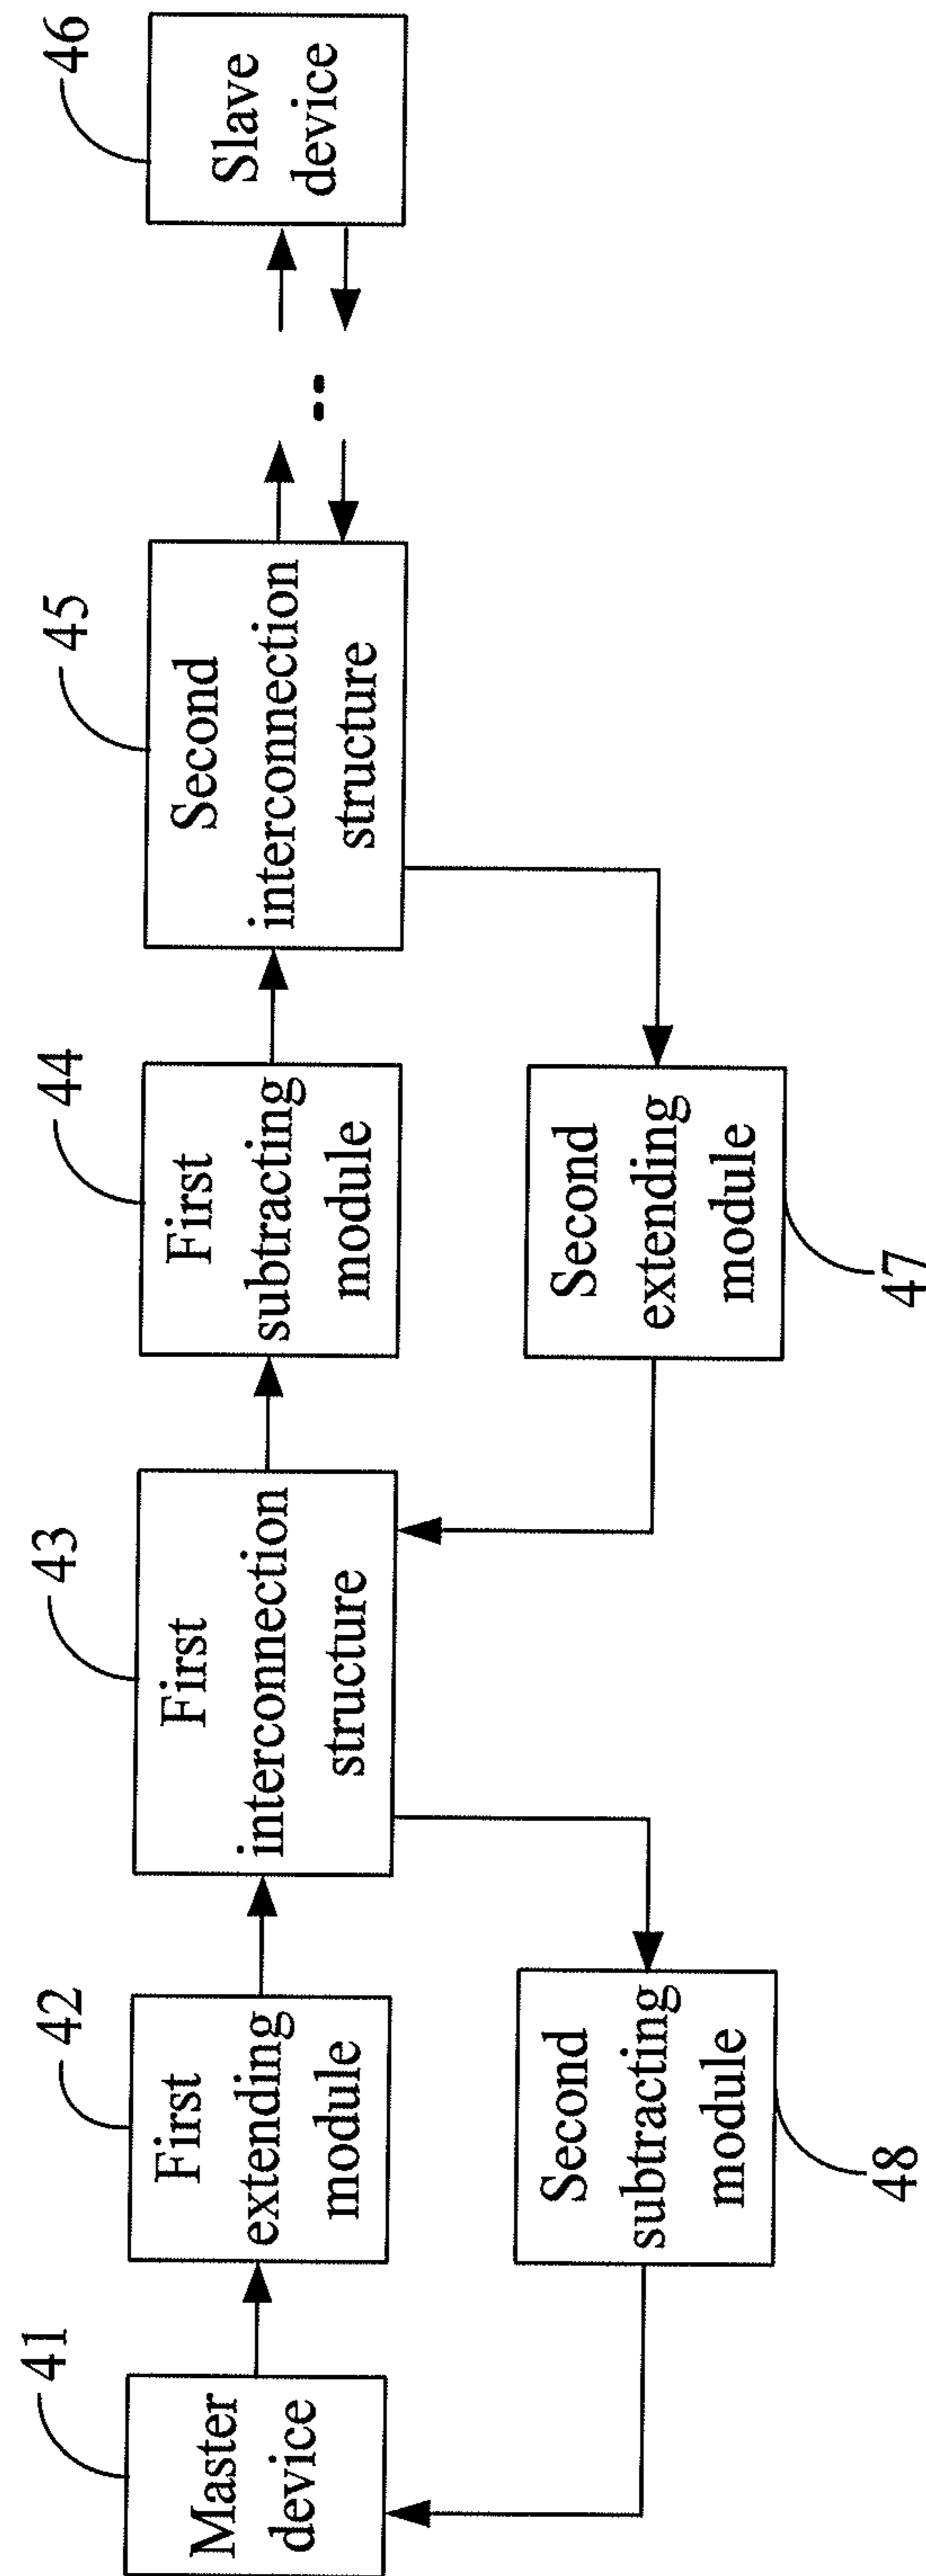 41
Master
device
42
First
extending
module
43
First
interconnection
structure
44
First
subtracting
module
45
Second
interconnection
structure
46
Slave
device
48
Second
subtracting
module
47
Second
extending
module